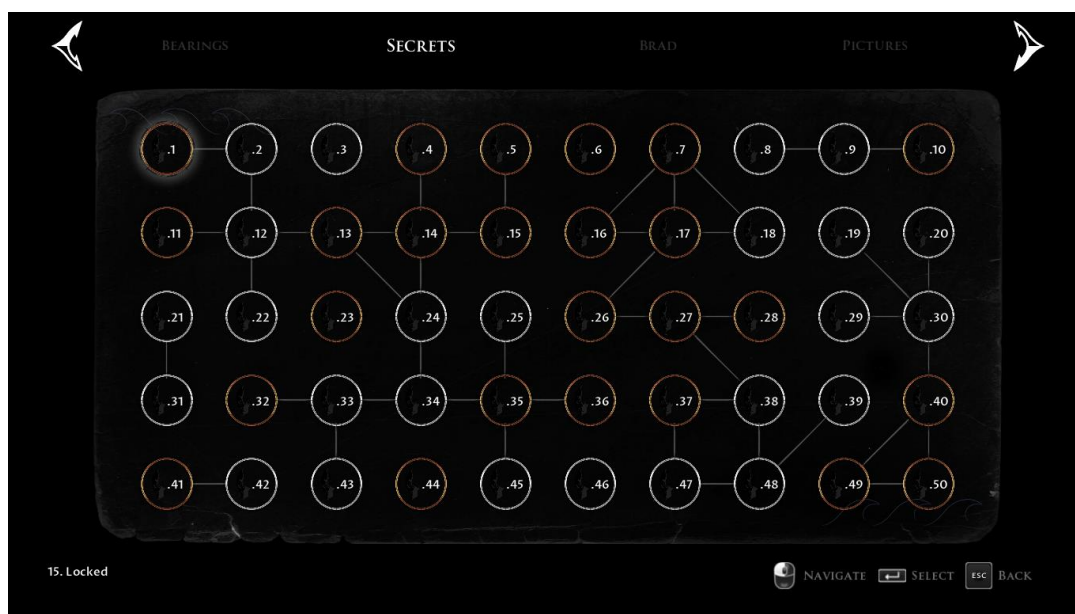 BEARINGS SECRETS BRAD PICTURES
.1 .2 .3 .4 .5 .6 .7 .8 .9 .10
.11 .12 .13 .14 .15 .16 .17 .18 .19 .20
.21 .22 .23 .24 .25 .26 .27 .28 .29 .30
.31 .32 .33 .34 .35 .36 .37 .38 .39 .40
.41 .42 .43 .44 .45 .46 .47 .48 .49 .50
15. Locked NAVIGATE SELECT ESC BACK